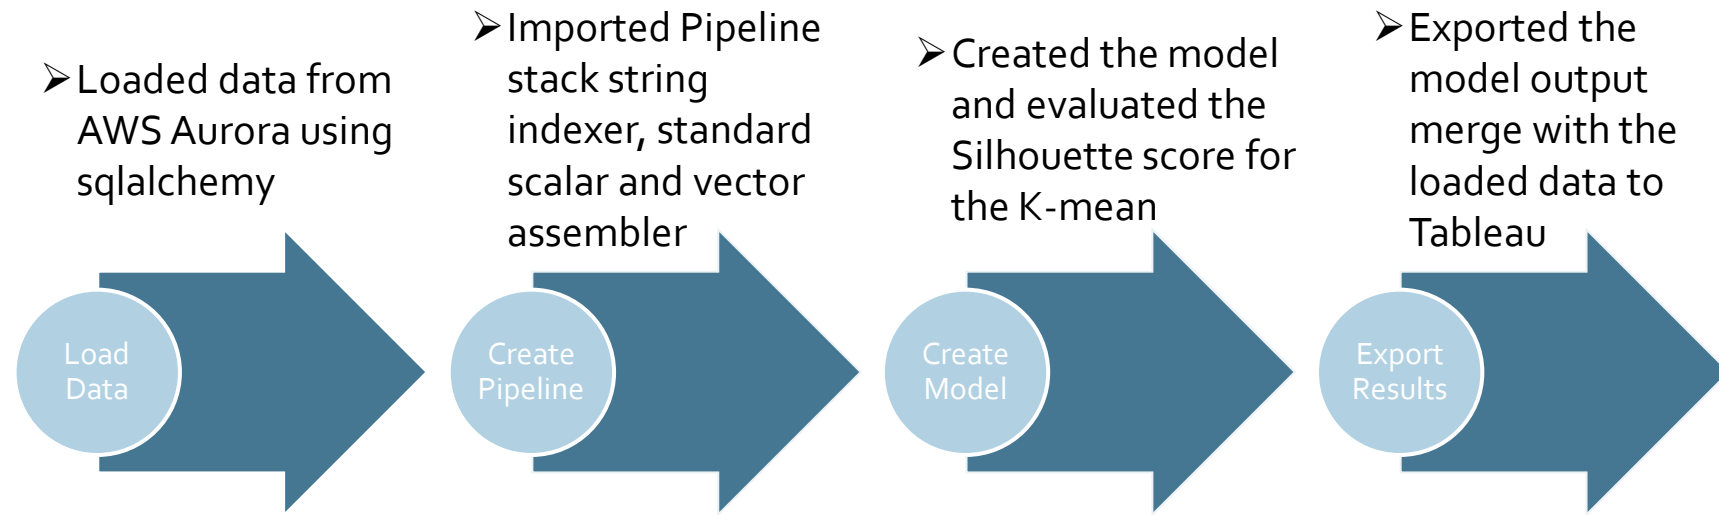 ➢Loaded data from
AWS Aurora using
sqlalchemy
Load
Data
➢Imported Pipeline
stack string
indexer, standard
scalar and vector
assembler
Create
Pipeline
➢Created the model
and evaluated the
Silhouette score for
the K-mean
Create
Model
➢Exported the
model output
merge with the
loaded data to
Tableau
Export
Results